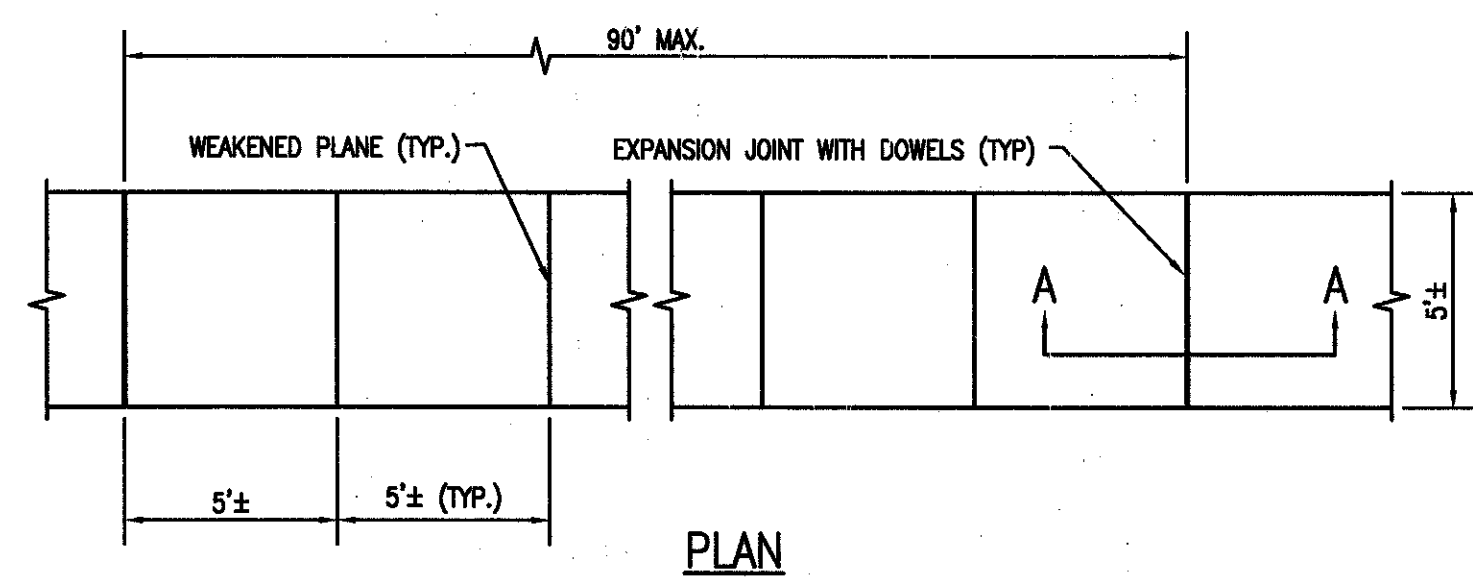 90' MAX.
WEAKENED PLANE (TYP.)
EXPANSION JOINT WITH DOWELS (TYP)
A
A
5'±
5'±
5'± (TYP.)
PLAN